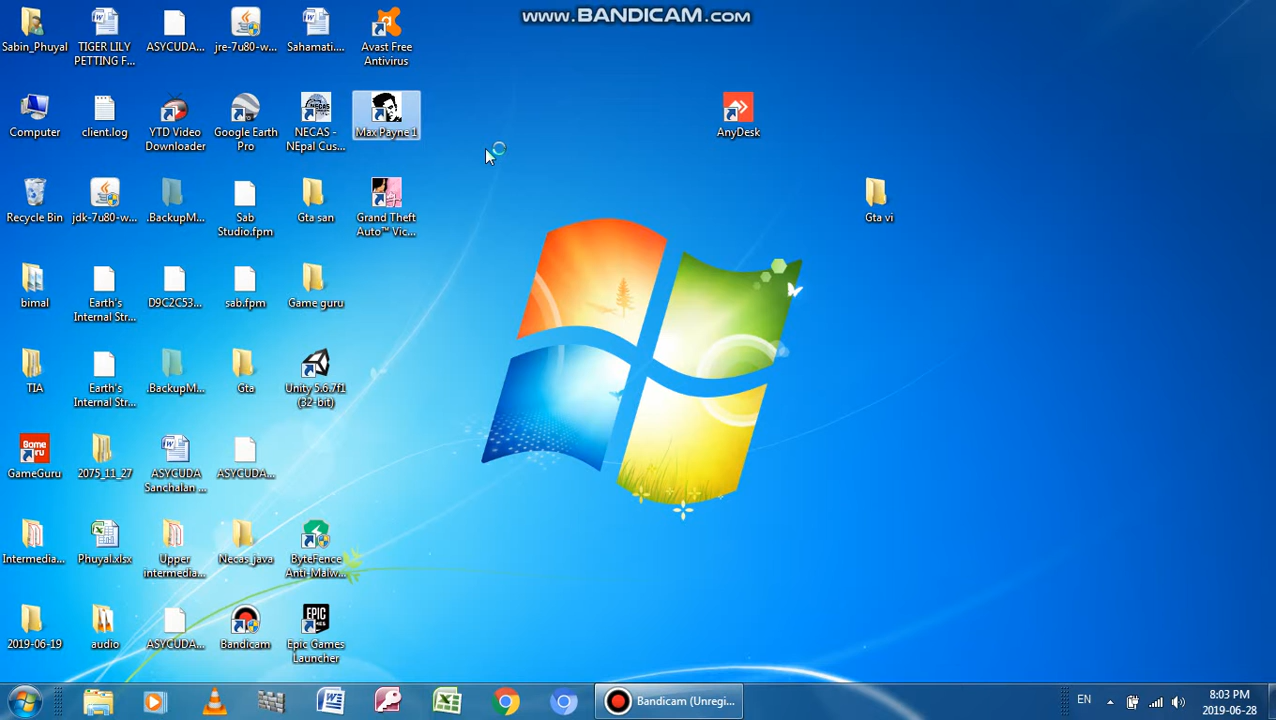 www.BANDICAM.com
Sabin_Phuyal
TIGER LILY
PETTING F...
ASYCUDA...
jre-7u80-w...
Sahamati....
Avast Free
Antivirus
Computer
client.log
YTD Video
Downloader
Google Earth
Pro
NECAS -
NEpal Cus...
Max Payne 1
AnyDesk
Recycle Bin
jdk-7u80-w...
.BackupM...
Sab
Studio.fpm
Gta san
Grand Theft
Auto™ Vic...
Gta vi
bimal
Earth's
Internal Str...
D9C2C53...
sab.fpm
Game guru
TIA
Earth's
Internal Str...
.BackupM...
Gta
Unity 5.6.7f1
(32-bit)
GameGuru
2075_11_27
ASYCUDA
Sanchalan ...
ASYCUDA...
Intermedia...
Phuyal.xlsx
Upper
intermedia...
Necas_java
ByteFence
Anti-Malw...
2019-06-19
audio
ASYCUDA...
Bandicam
EPIC
GAMES
Epic Games
Launcher
Bandicam (Unregi...
EN
8:03 PM
2019-06-28